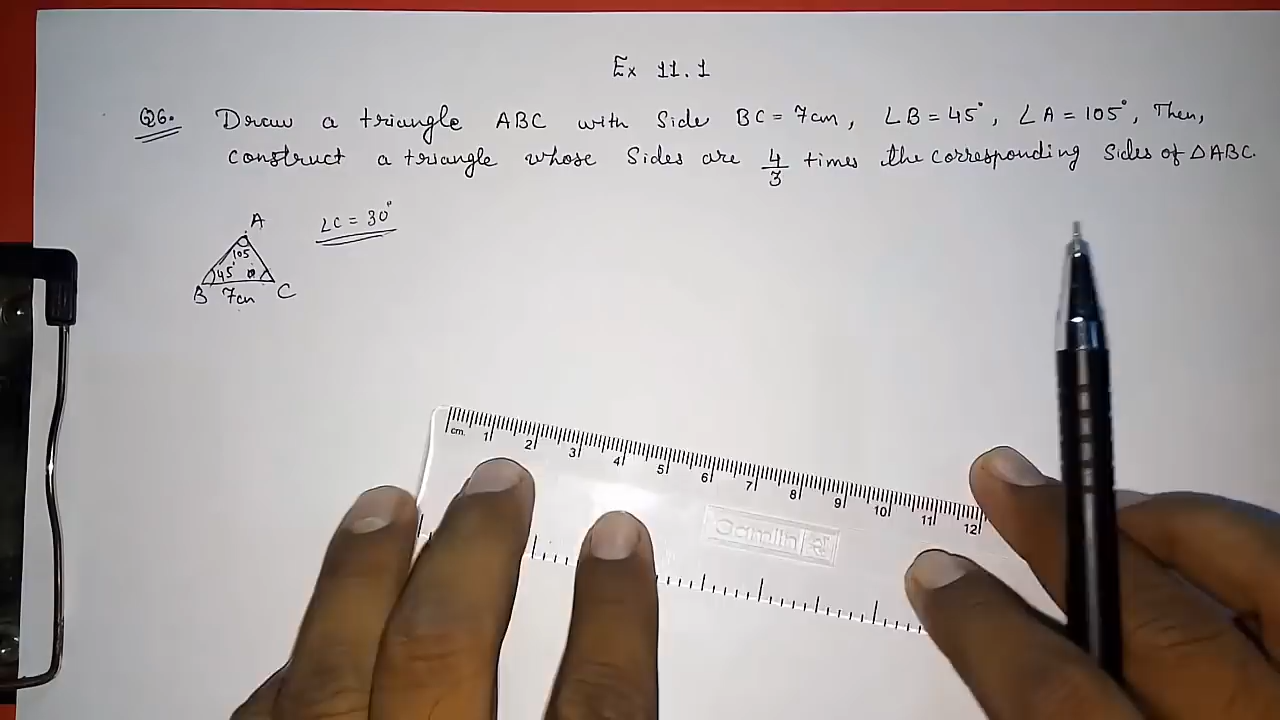 Ex 11.1
Q6. Draw a triangle ABC with Side BC = 7cm, ∠B = 45°, ∠A = 105°, Then,
construct a triangle whose Sides are 4/3 times the corresponding Sides of △ABC.
A
∠C = 30°
105
45°
B 7cm C
cm. 1 2 3 4 5 6 7 8 9 10 11 12
Camlin